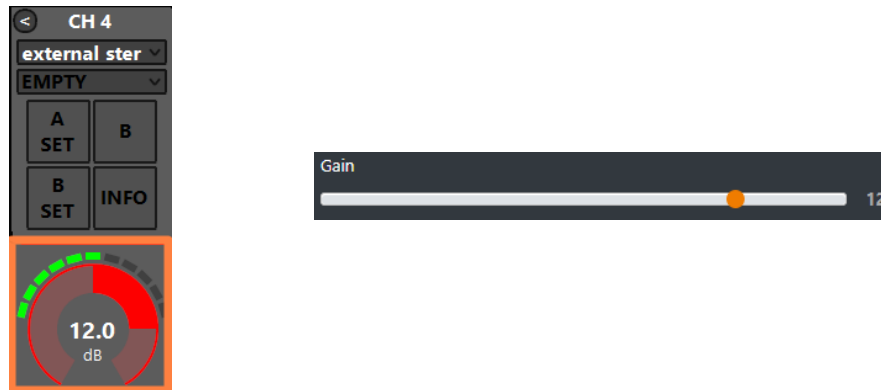 <
CH 4
external ster
EMPTY
A
SET
B
B
SET
INFO
12.0
dB
Gain
12